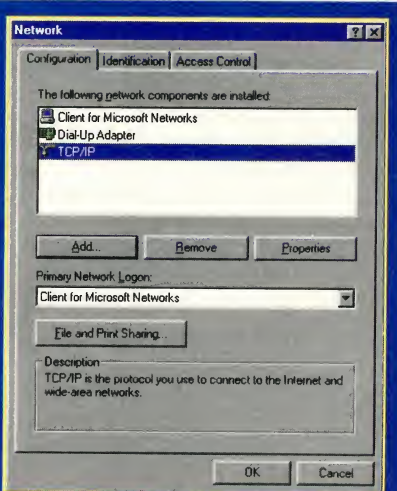 Network
Configuration Identification Access Control
The following network components are installed:
Client for Microsoft Networks
Dial-Up Adapter
TCP/IP
Add... Remove Properties
Primary Network Logon:
Client for Microsoft Networks
File and Print Sharing...
Description
TCP/IP is the protocol you use to connect to the Internet and
wide-area networks.
OK Cancel